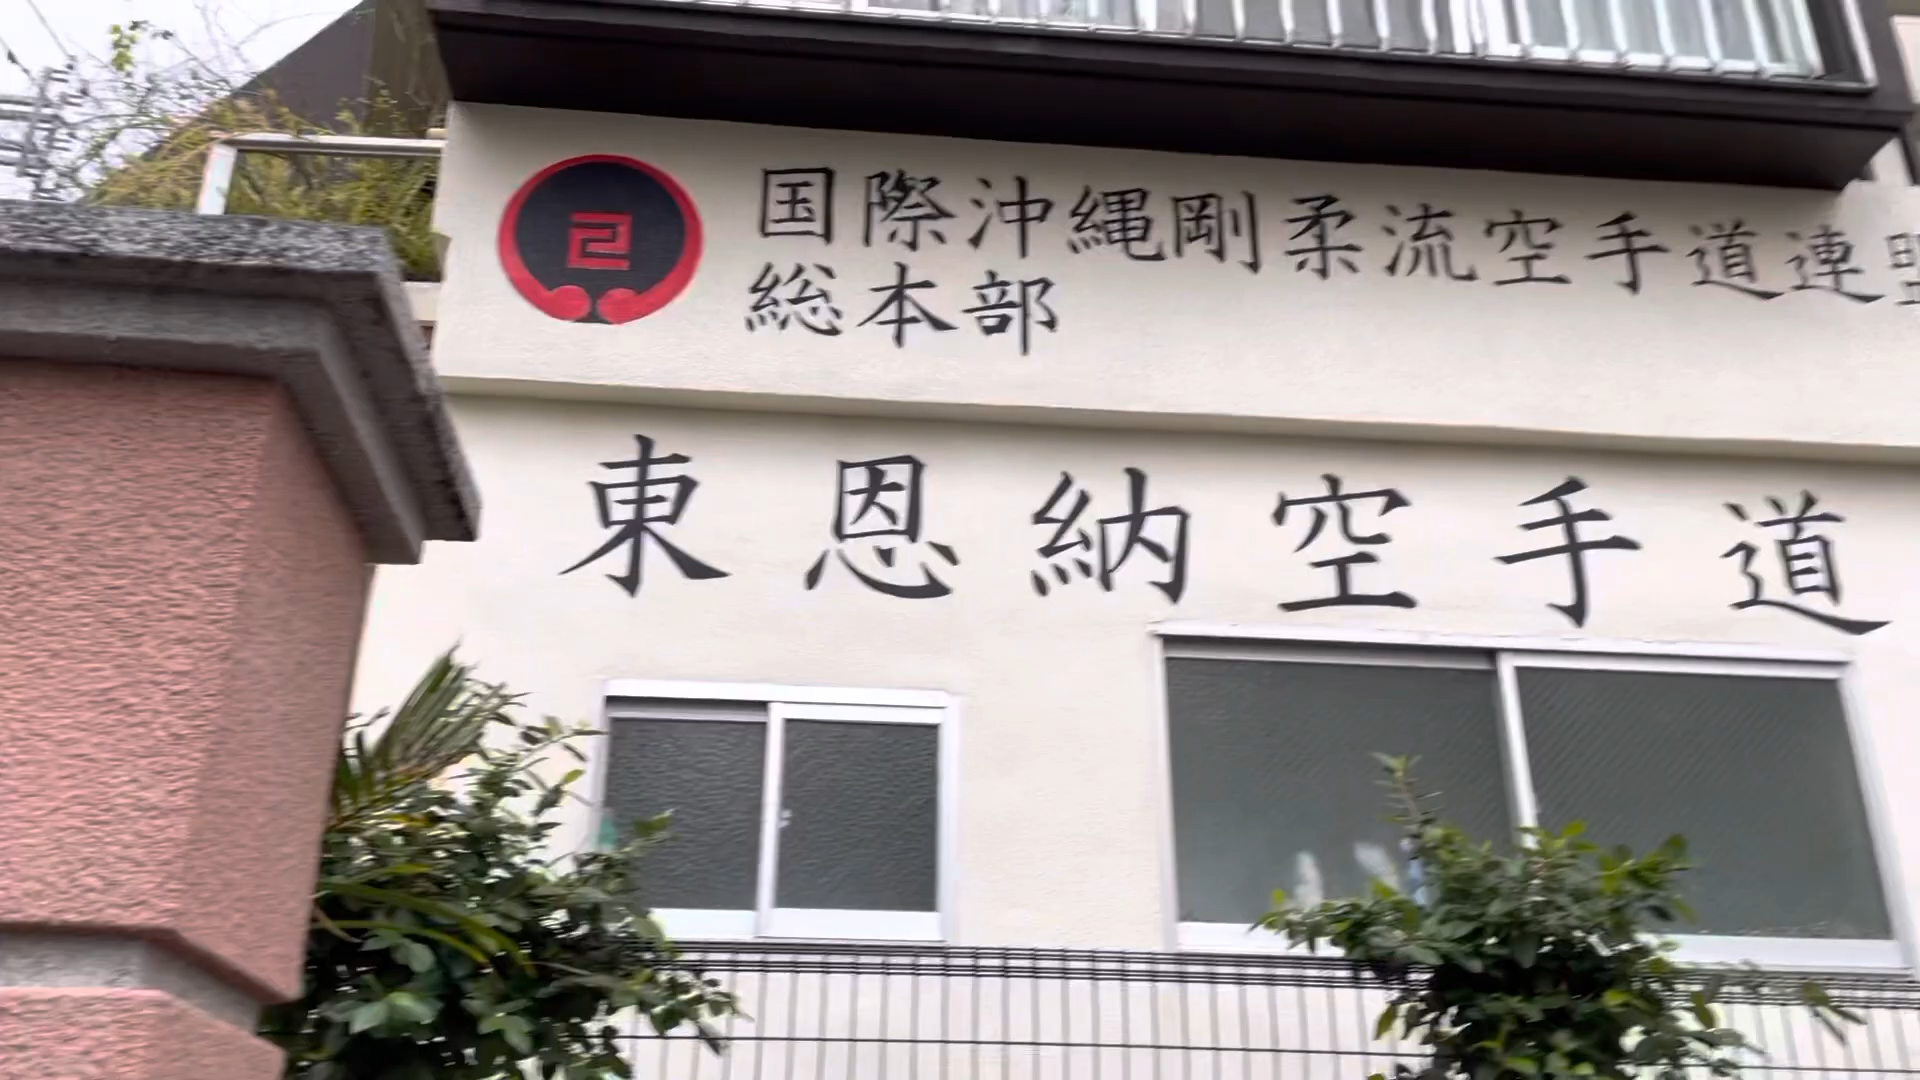 国際沖縄剛柔流空手道連盟
総本部
東恩納空手道